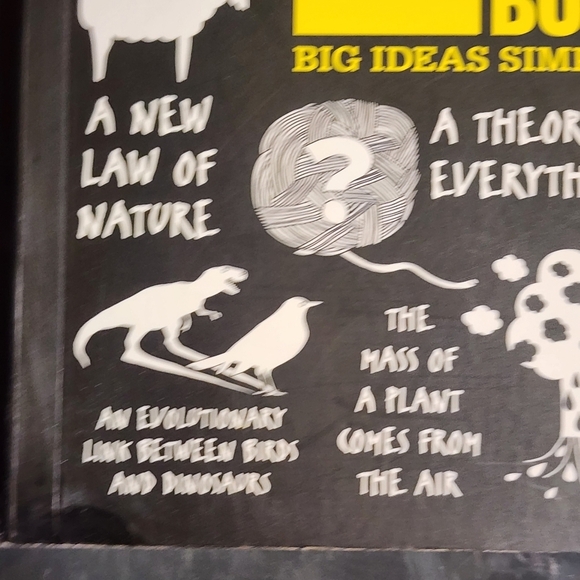 BIG IDEAS
A NEW
LAW OF
NATURE
?
A THEOR
EVERYTH
AN EVOLUTIONARY
LINK BETWEEN BIRDS
AND DINOSAURS
THE
MASS OF
A PLANT
COMES FROM
THE AIR